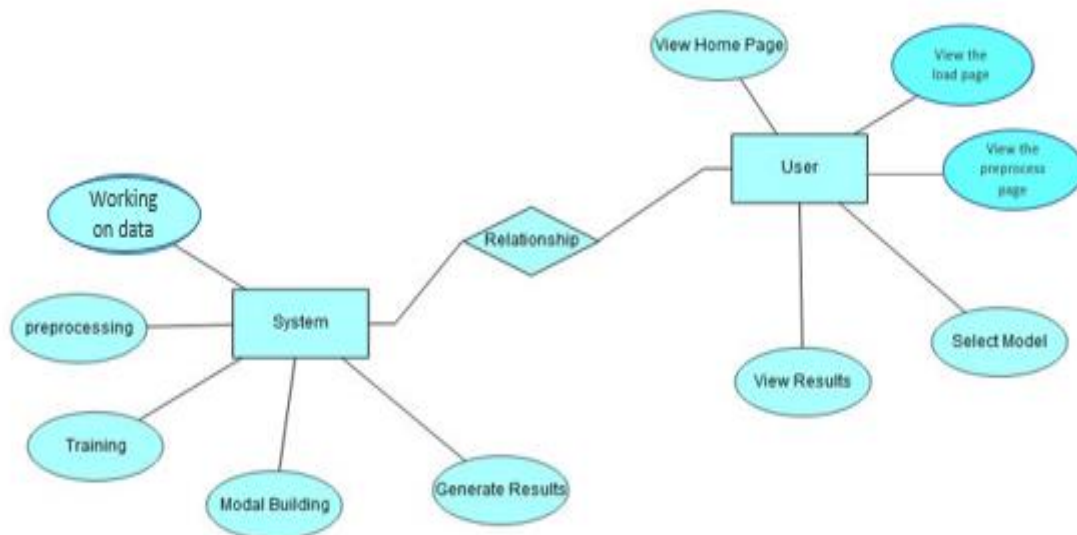 View Home Page
View the
load page
User
View the
preprocess
page
Working
on data
Relationship
System
preprocessing
Select Model
View Results
Training
Modal Building
Generate Results